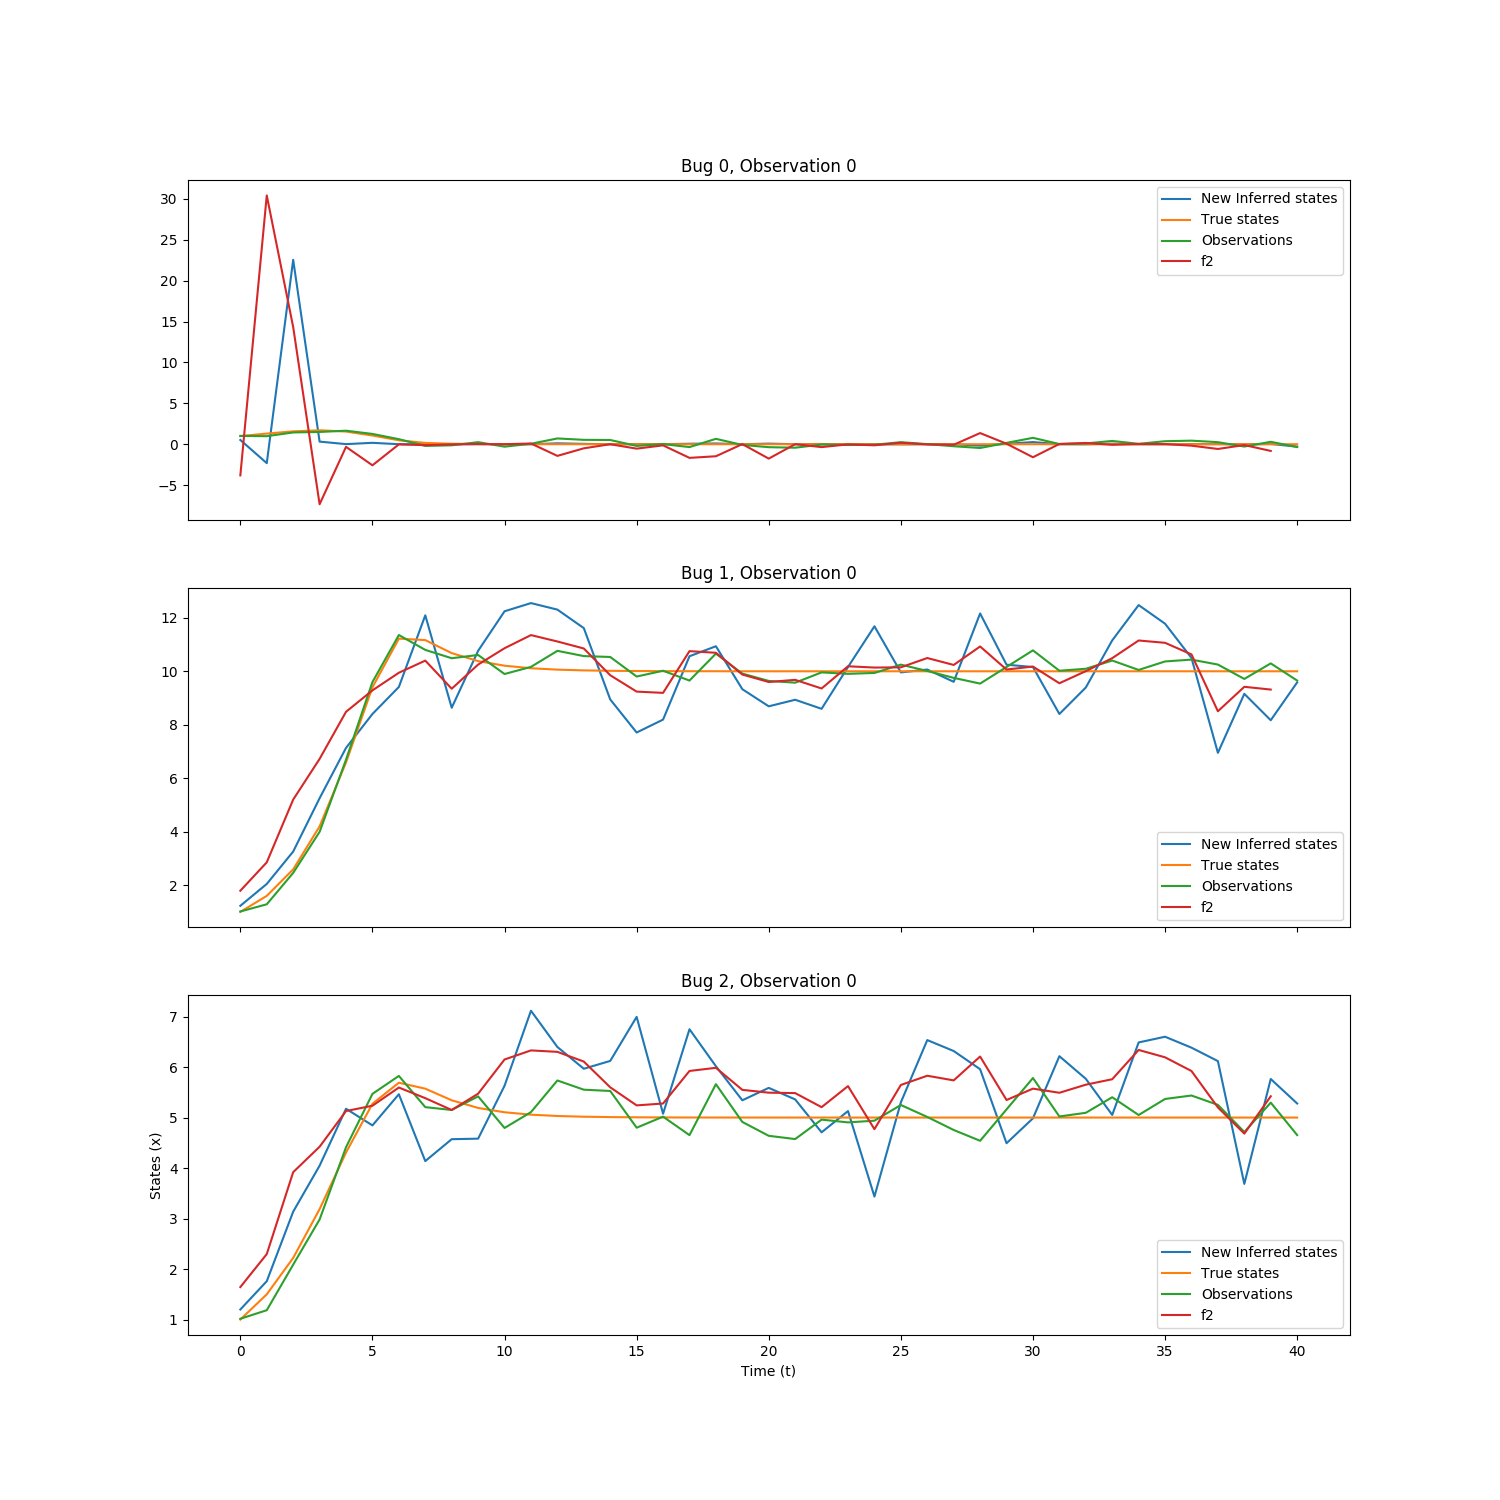 Bug 0, Observation 0
30
25
20
15
10
5
0
−5
New Inferred states
True states
Observations
f2
Bug 1, Observation 0
12
10
8
6
4
2
New Inferred states
True states
Observations
f2
Bug 2, Observation 0
7
6
5
4
3
2
1
States (x)
New Inferred states
True states
Observations
f2
0 5 10 15 20 25 30 35 40
Time (t)